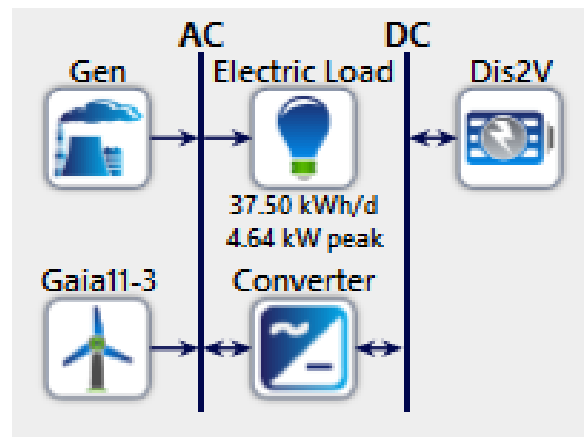 AC DC
Gen Electric Load Dis2V
37.50 kWh/d
4.64 kW peak
Gaia11-3 Converter